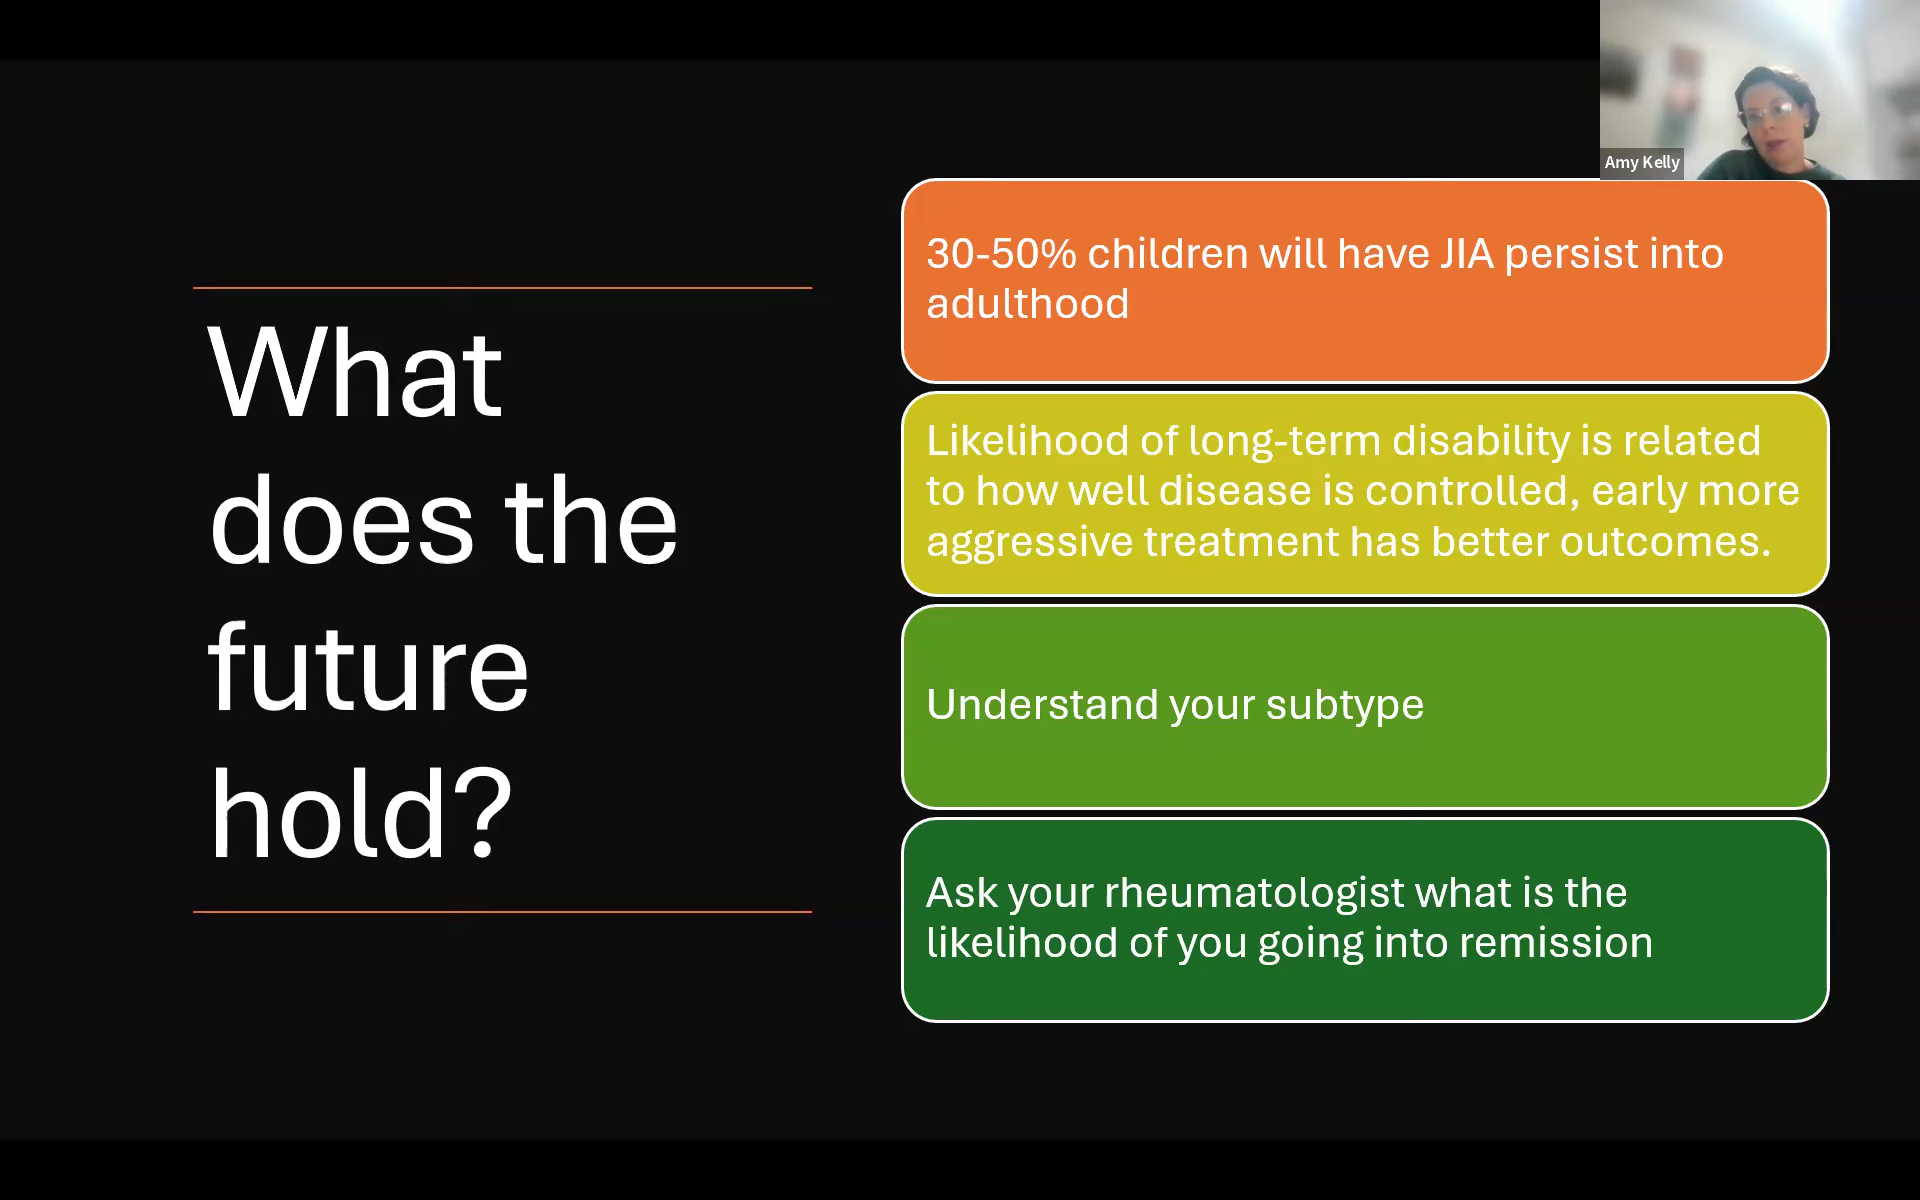 Amy Kelly
What
does the
future
hold?
30-50% children will have JIA persist into
adulthood
Likelihood of long-term disability is related
to how well disease is controlled, early more
aggressive treatment has better outcomes.
Understand your subtype
Ask your rheumatologist what is the
likelihood of you going into remission